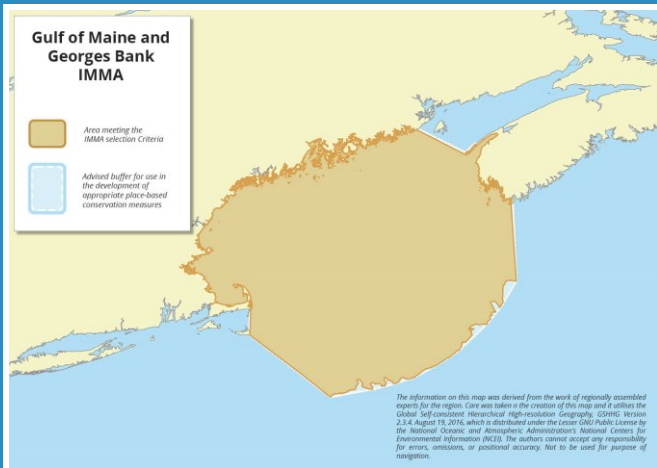 Gulf of Maine and
Georges Bank
IMMA
Area meeting the
IMMA selection Criteria
Advised buffer for use in
the development of
appropriate place-based
conservation measures
The information on this map was derived from the work of regionally assembled
experts for the region. Care was taken in the creation of this map and it utilises the
Global Self-consistent Hierarchical High-resolution Geography, GSHHG Version
2.3.4. August 19, 2016, which is distributed under the Lesser GNU Public License by
the National Oceanic and Atmospheric Administration's National Centers for
Environmental Information (NCEI). The authors cannot accept any responsibility
for errors, omissions, or positional accuracy. Not to be used for purpose of
navigation.